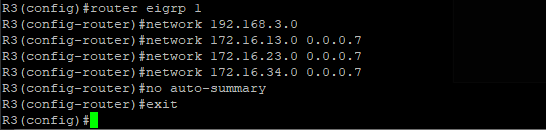 R3(config)#router eigrp 1
R3(config-router)#network 192.168.3.0
R3(config-router)#network 172.16.13.0 0.0.0.7
R3(config-router)#network 172.16.23.0 0.0.0.7
R3(config-router)#network 172.16.34.0 0.0.0.7
R3(config-router)#no auto-summary
R3(config-router)#exit
R3(config)#